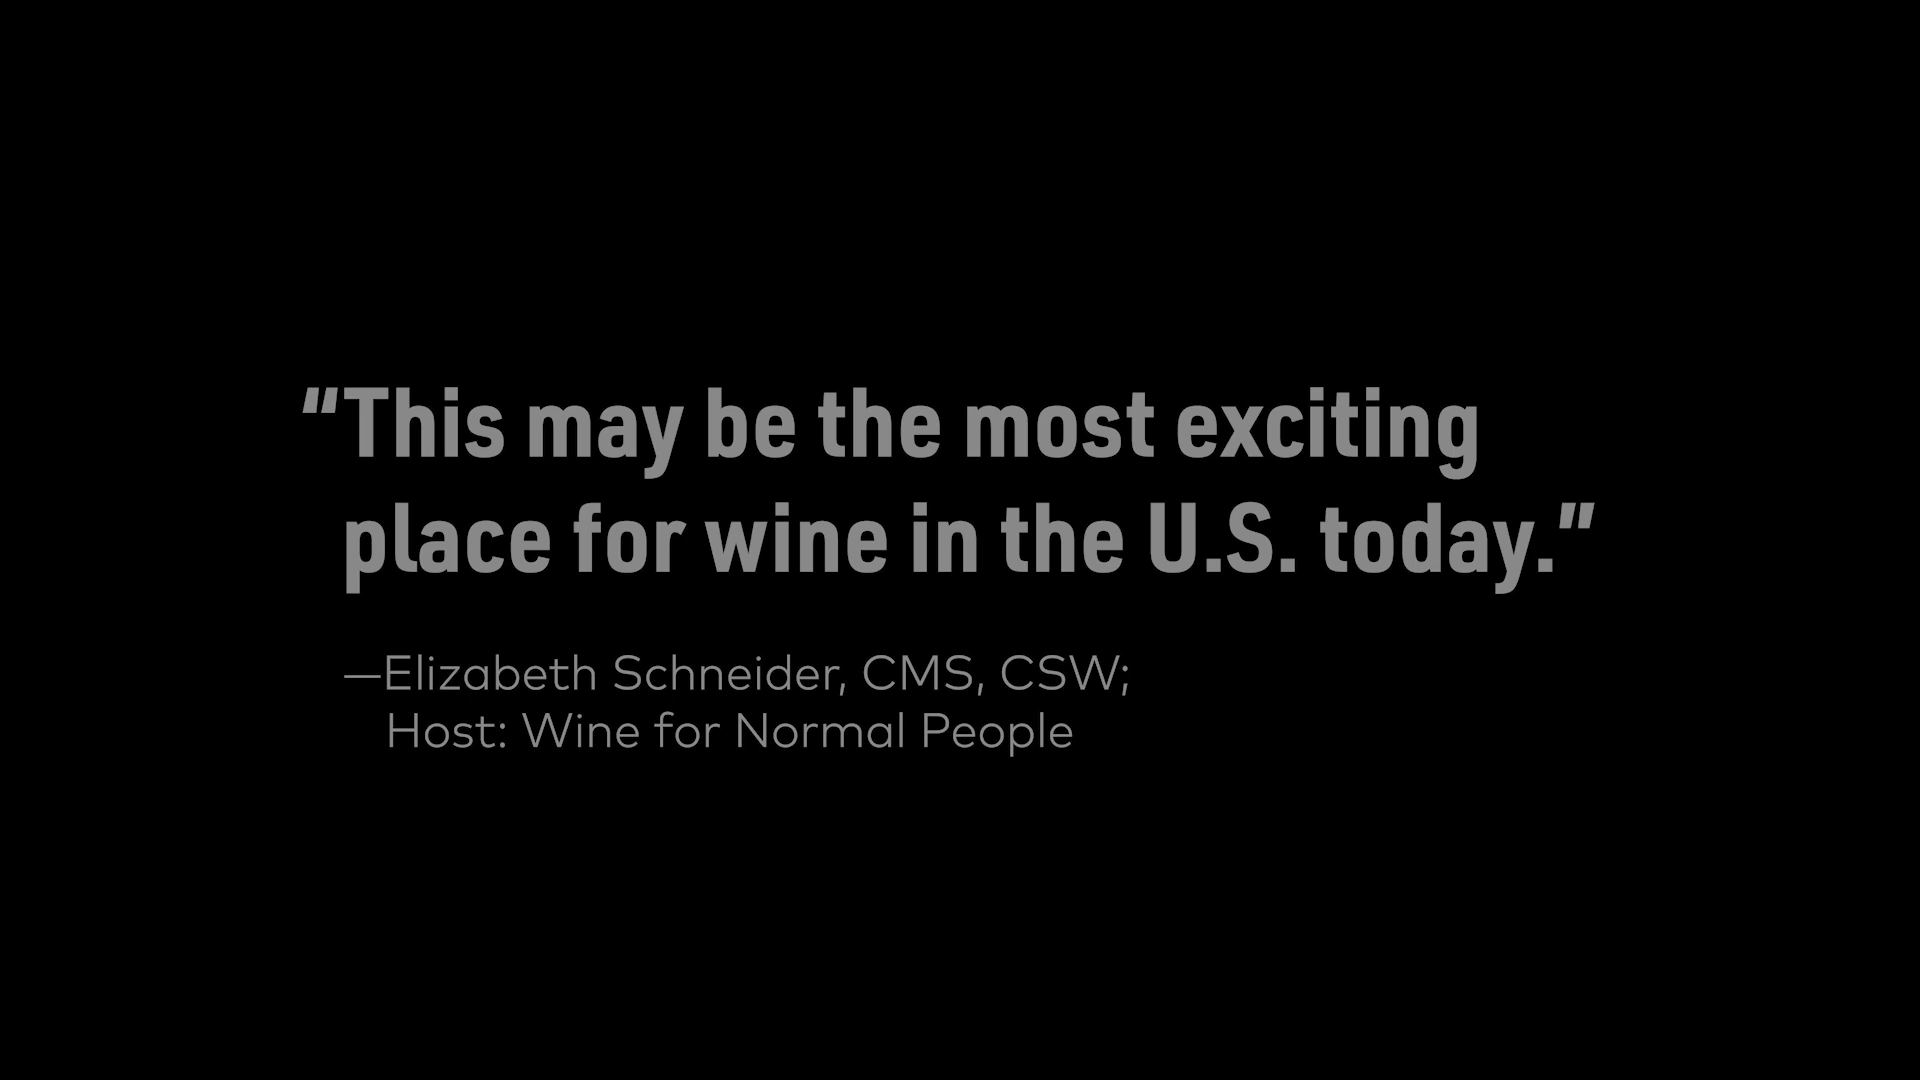 “This may be the most exciting
place for wine in the U.S. today.”
—Elizabeth Schneider, CMS, CSW;
Host: Wine for Normal People